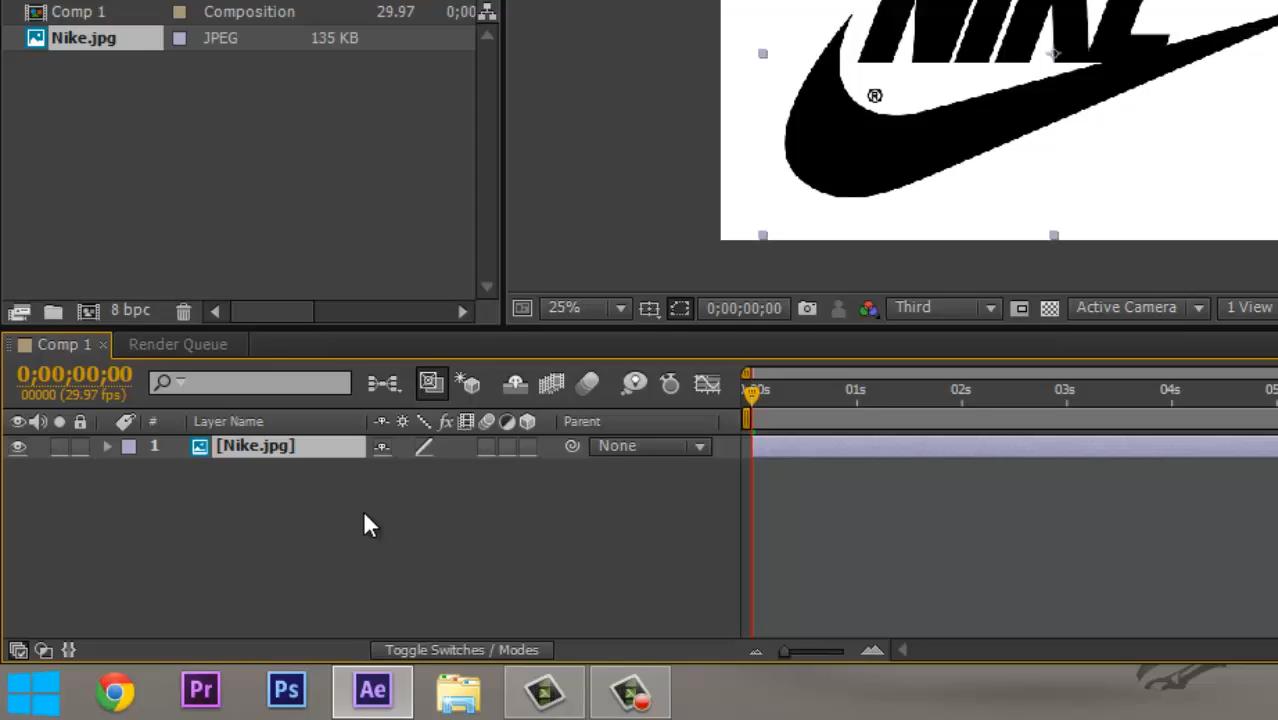 Comp 1 Composition 29.97 0;00
Nike.jpg JPEG 135 KB
NIKE
®
8 bpc
25% 0;00;00;00 Third Active Camera 1 View
Comp 1 × Render Queue
0;00;00;00
00000 (29.97 fps)
01s 02s 03s 04s
# Layer Name fx Parent
1 [Nike.jpg] None
Toggle Switches / Modes
Pr Ps Ae